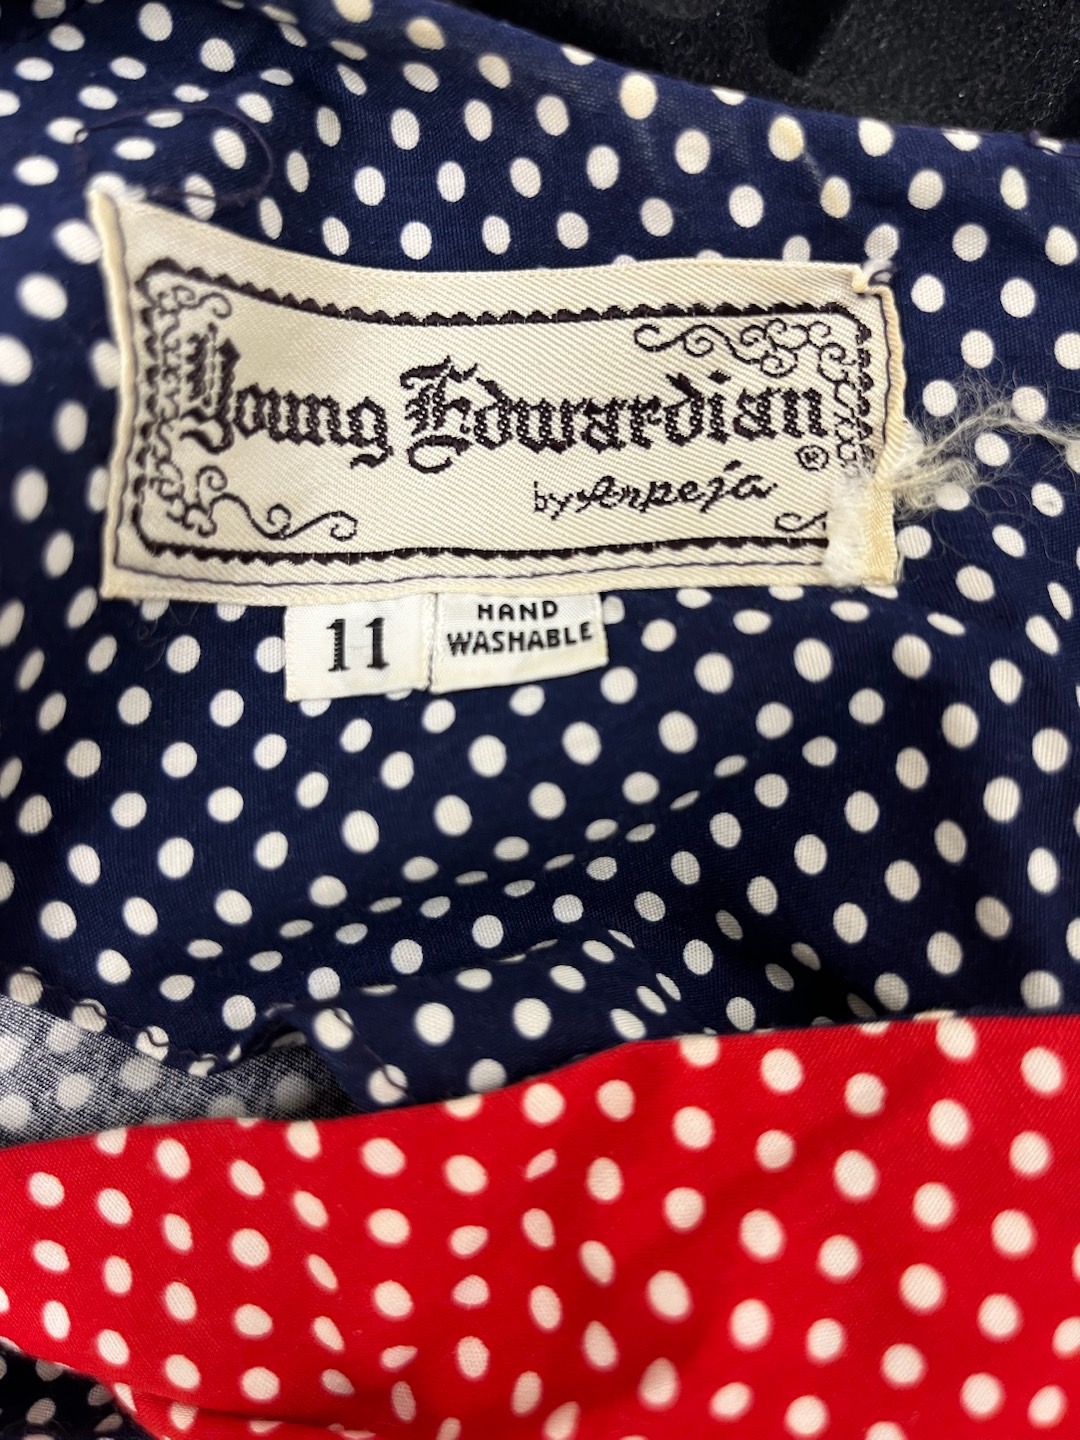 Young Edwardian ®
by Arpeja
11
HAND
WASHABLE